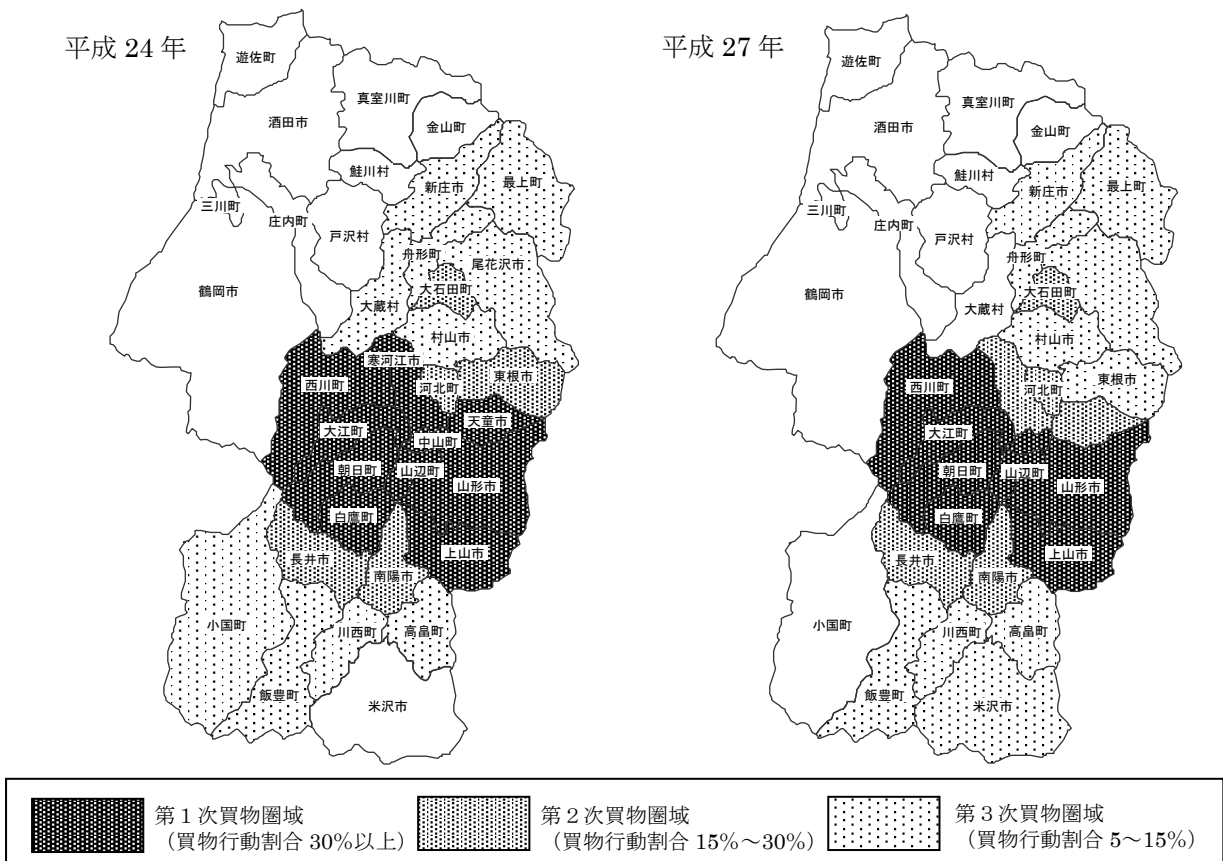 平成 24 年
遊佐町
真室川町
酒田市
金山町
鮭川村
新庄市
最上町
三川町
庄内町
戸沢村
舟形町
尾花沢市
鶴岡市
大石田町
大蔵村
村山市
寒河江市
西川町
河北町
東根市
天童市
大江町
中山町
朝日町
山辺町
山形市
白鷹町
上山市
長井市
南陽市
小国町
川西町
高畠町
飯豊町
米沢市
平成 27 年
遊佐町
真室川町
酒田市
金山町
鮭川村
新庄市
最上町
三川町
庄内町
戸沢村
舟形町
鶴岡市
大石田町
大蔵村
村山市
西川町
河北町
東根市
大江町
朝日町
山辺町
山形市
白鷹町
上山市
長井市
南陽市
小国町
川西町
高畠町
飯豊町
米沢市
第1次買物圏域
(買物行動割合 30%以上)
第2次買物圏域
(買物行動割合 15%～30%)
第3次買物圏域
(買物行動割合 5～15%)